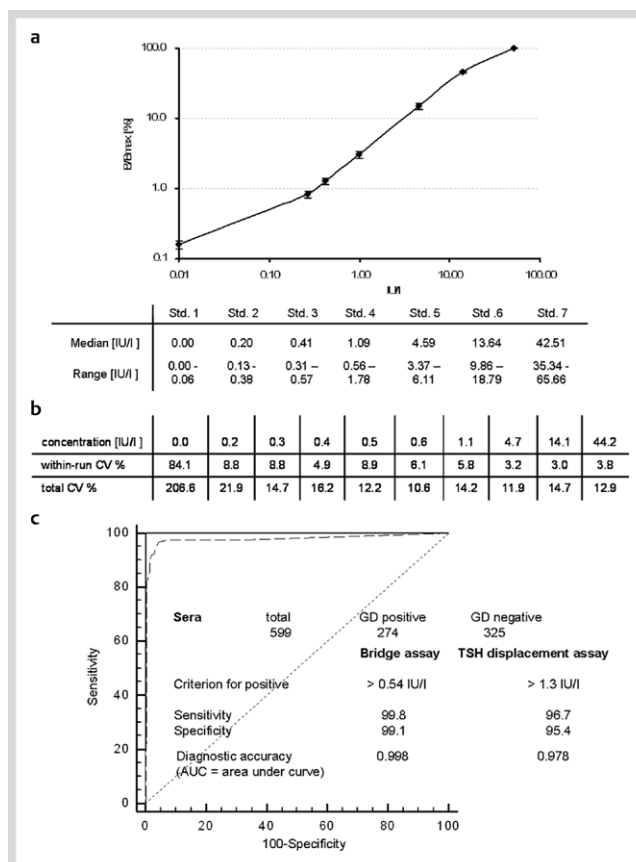 a
100.0
10.0
1.0
0.1
B/Bmax [%]
0.01 0.10 1.00 10.00 100.00
IU/l
Std. 1 Std. 2 Std. 3 Std. 4 Std. 5 Std .6 Std. 7
Median [IU/l ] 0.00 0.20 0.41 1.09 4.59 13.64 42.51
Range [IU/l ] 0.00 - 0.13 - 0.31 – 0.56 – 3.37 – 9.86 – 35.34 -
0.06 0.38 0.57 1.78 6.11 18.79 65.66
b
concentration [IU/l ] 0.0 0.2 0.3 0.4 0.5 0.6 1.1 4.7 14.1 44.2
within-run CV % 84.1 8.8 8.8 4.9 8.9 6.1 5.8 3.2 3.0 3.8
total CV % 206.6 21.9 14.7 16.2 12.2 10.6 14.2 11.9 14.7 12.9
c
100
80
60
40
20
0
Sensitivity
Sera total GD positive GD negative
599 274 325
Bridge assay TSH displacement assay
Criterion for positive > 0.54 IU/l > 1.3 IU/l
Sensitivity 99.8 96.7
Specificity 99.1 95.4
Diagnostic accuracy 0.998 0.978
(AUC = area under curve)
0 20 40 60 80 100
100-Specificity